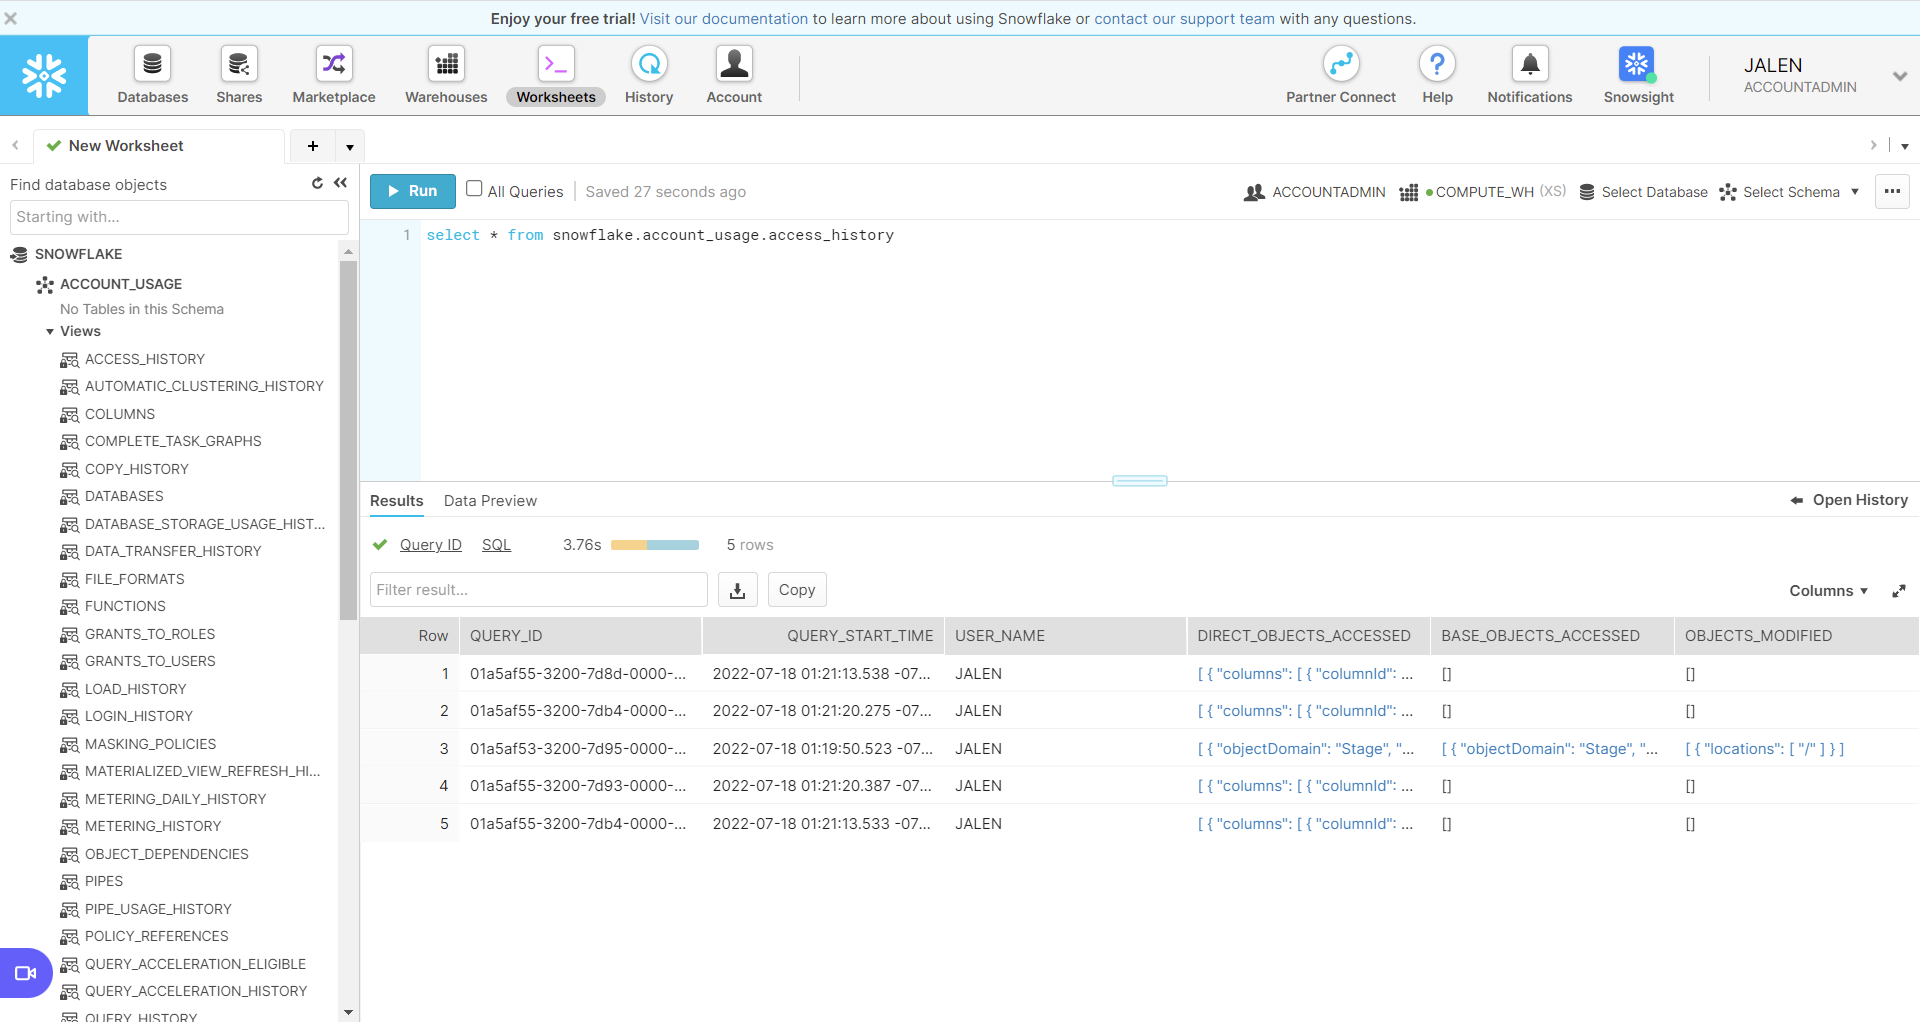 Enjoy your free trial! Visit our documentation to learn more about using Snowflake or contact our support team with any questions.
Databases Shares Marketplace Warehouses Worksheets History Account Partner Connect Help Notifications Snowsight
JALEN
ACCOUNTADMIN
New Worksheet
+
Find database objects
Starting with...
Run All Queries Saved 27 seconds ago ACCOUNTADMIN COMPUTE_WH (XS) Select Database Select Schema ...
1 select * from snowflake.account_usage.access_history
SNOWFLAKE
ACCOUNT_USAGE
No Tables in this Schema
Views
ACCESS_HISTORY
AUTOMATIC_CLUSTERING_HISTORY
COLUMNS
COMPLETE_TASK_GRAPHS
COPY_HISTORY
DATABASES
DATABASE_STORAGE_USAGE_HIST...
DATA_TRANSFER_HISTORY
FILE_FORMATS
FUNCTIONS
GRANTS_TO_ROLES
GRANTS_TO_USERS
LOAD_HISTORY
LOGIN_HISTORY
MASKING_POLICIES
MATERIALIZED_VIEW_REFRESH_HI...
METERING_DAILY_HISTORY
METERING_HISTORY
OBJECT_DEPENDENCIES
PIPES
PIPE_USAGE_HISTORY
POLICY_REFERENCES
QUERY_ACCELERATION_ELIGIBLE
QUERY_ACCELERATION_HISTORY
QUERY_HISTORY
Results Data Preview Open History
Query ID SQL 3.76s 5 rows
Filter result... Copy Columns
Row QUERY_ID QUERY_START_TIME USER_NAME DIRECT_OBJECTS_ACCESSED BASE_OBJECTS_ACCESSED OBJECTS_MODIFIED
1 01a5af55-3200-7d8d-0000-... 2022-07-18 01:21:13.538 -07... JALEN [ { "columns": [ { "columnId": ... [] []
2 01a5af55-3200-7db4-0000-... 2022-07-18 01:21:20.275 -07... JALEN [ { "columns": [ { "columnId": ... [] []
3 01a5af53-3200-7d95-0000-... 2022-07-18 01:19:50.523 -07... JALEN [ { "objectDomain": "Stage", "... [ { "objectDomain": "Stage", "... [ { "locations": [ "/" ] } ]
4 01a5af55-3200-7d93-0000-... 2022-07-18 01:21:20.387 -07... JALEN [ { "columns": [ { "columnId": ... [] []
5 01a5af55-3200-7db4-0000-... 2022-07-18 01:21:13.533 -07... JALEN [ { "columns": [ { "columnId": ... [] []